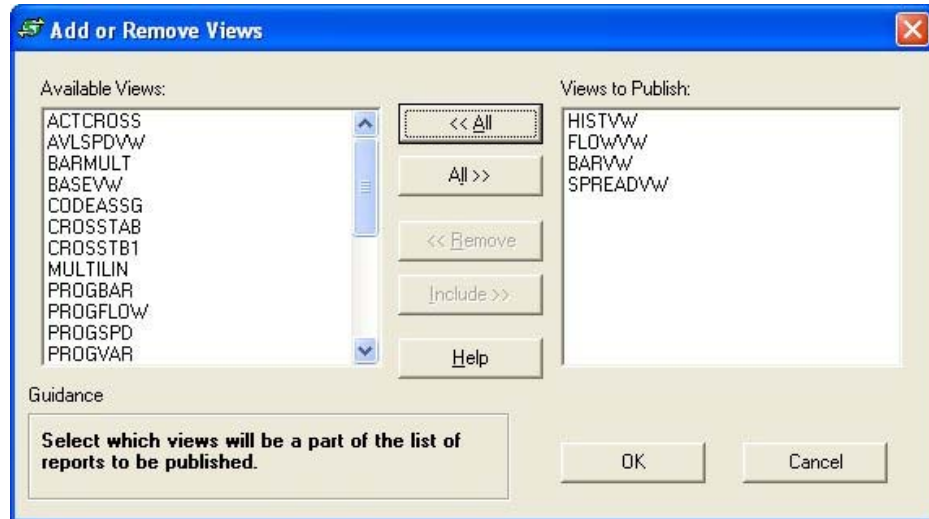 Add or Remove Views
Available Views:
ACTCROSS
AVLSPDVW
BARMULT
BASEVW
CODEASSG
CROSSTAB
CROSSTB1
MULTILIN
PROGBAR
PROGFLOW
PROGSPD
PROGVAR
<< All
All >>
<< Remove
Include >>
Help
Views to Publish:
HISTVW
FLOWVW
BARVW
SPREADVW
Guidance
Select which views will be a part of the list of
reports to be published.
OK
Cancel